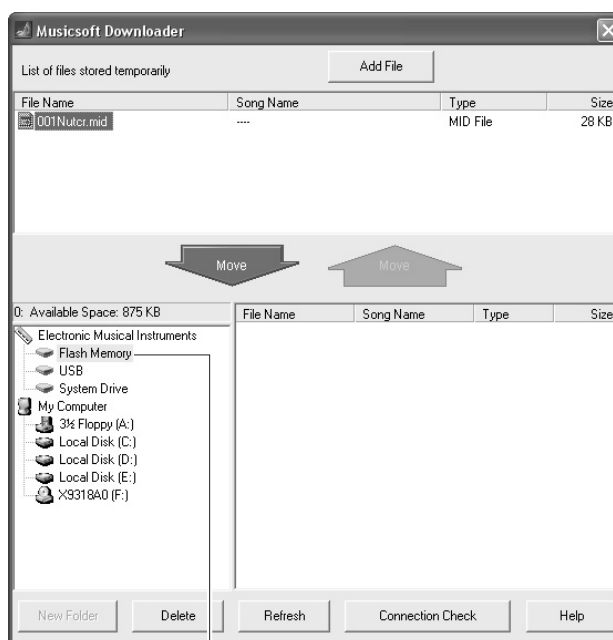 Musicsoft Downloader
List of files stored temporarily
Add File
File Name Song Name Type Size
001Nutcr.mid ---- MID File 28 KB
Move Move
0: Available Space: 875 KB
File Name Song Name Type Size
Electronic Musical Instruments
Flash Memory
USB
System Drive
My Computer
3½ Floppy (A:)
Local Disk (C:)
Local Disk (D:)
Local Disk (E:)
X9318A0 (F:)
New Folder Delete Refresh Connection Check Help